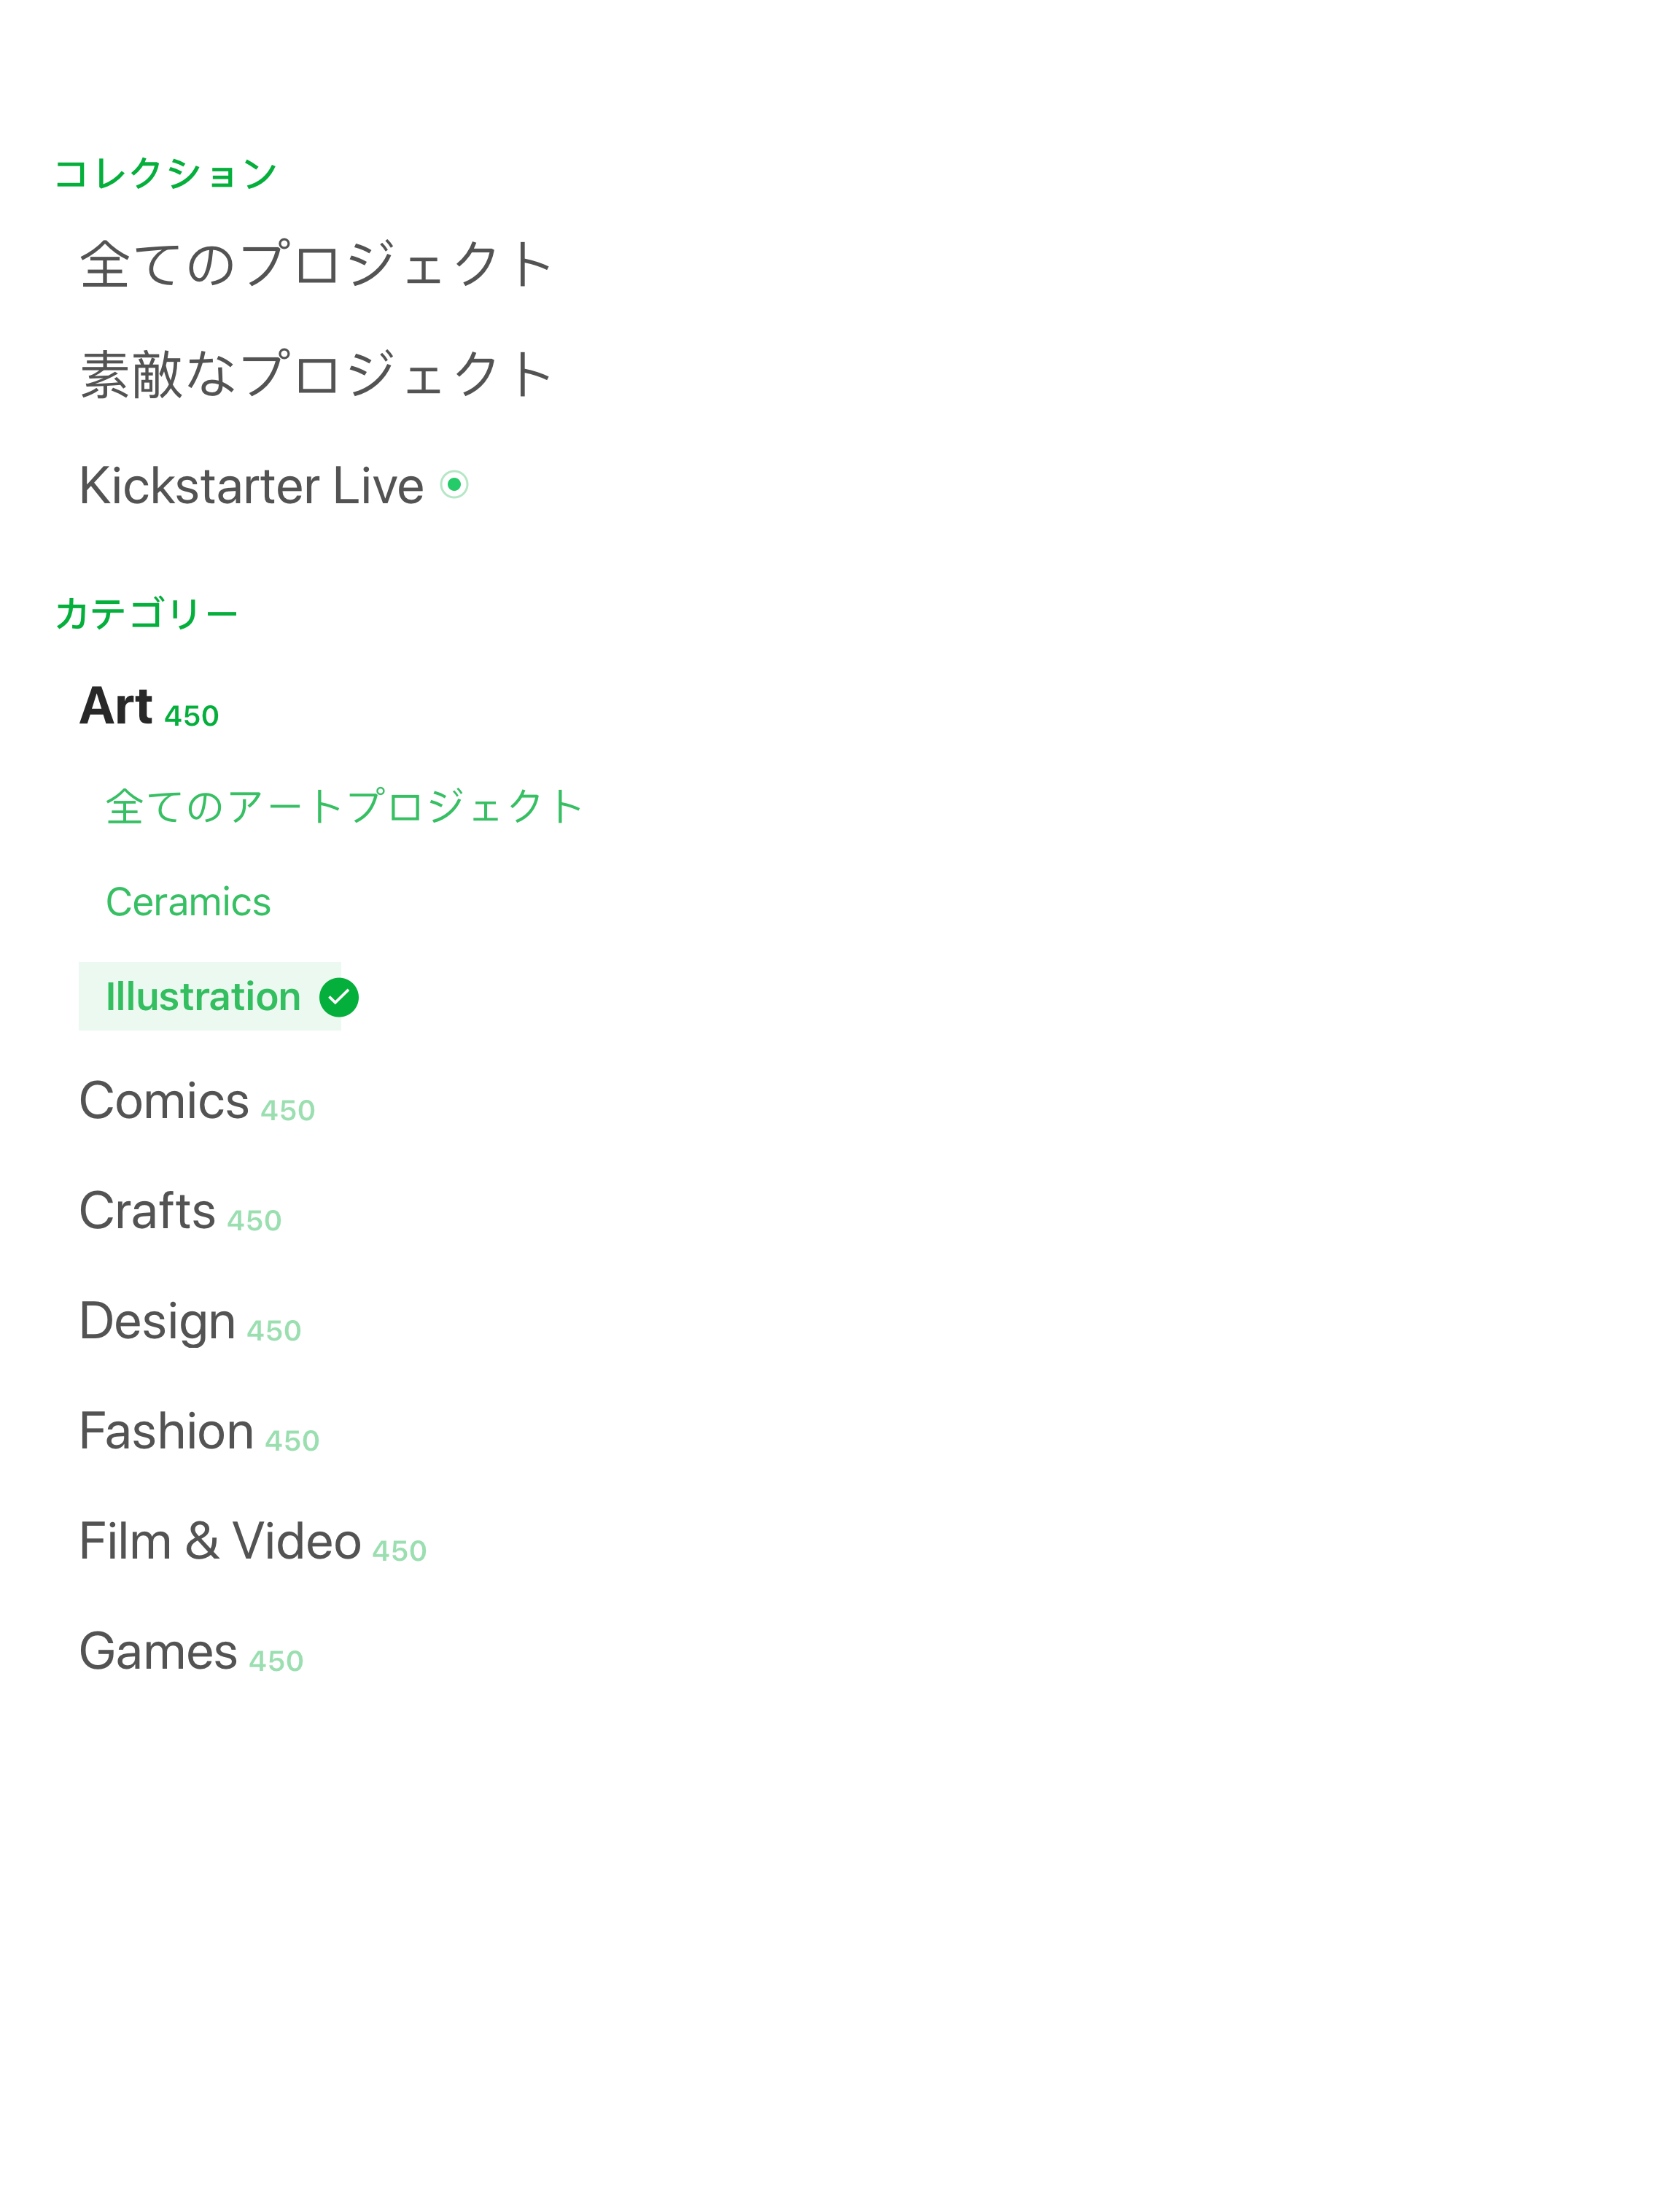 コレクション
全てのプロジェクト
素敵なプロジェクト
Kickstarter Live
カテゴリー
Art 450
全てのアートプロジェクト
Ceramics
Illustration
Comics 450
Crafts 450
Design 450
Fashion 450
Film & Video 450
Games 450